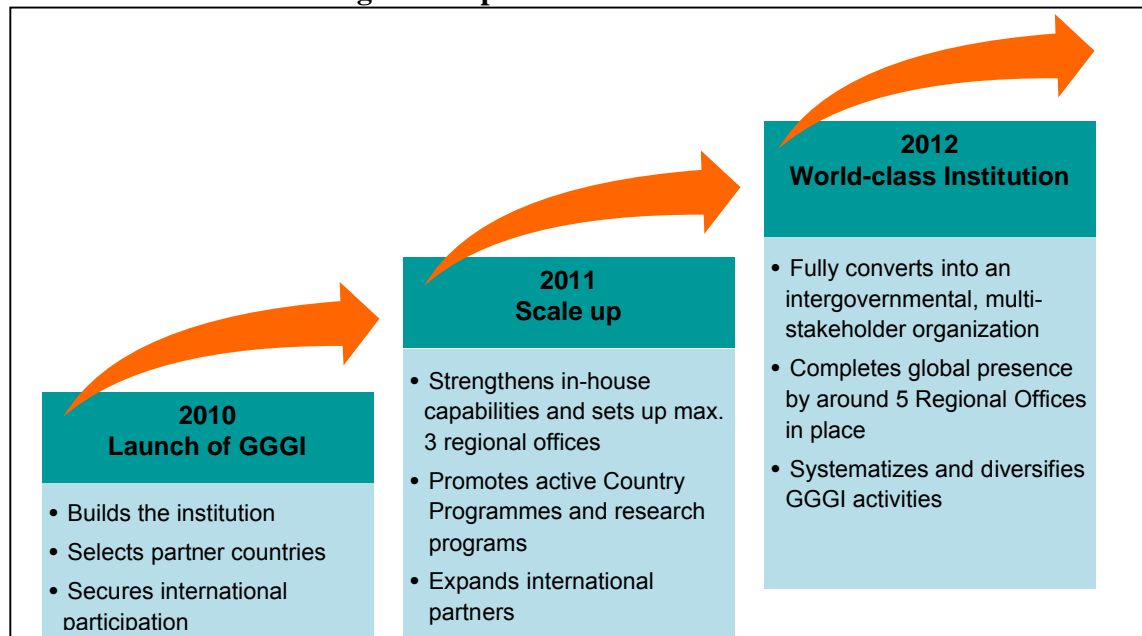 2010
Launch of GGGI
• Builds the institution
• Selects partner countries
• Secures international
participation
2011
Scale up
• Strengthens in-house
capabilities and sets up max.
3 regional offices
• Promotes active Country
Programmes and research
programs
• Expands international
partners
2012
World-class Institution
• Fully converts into an
intergovernmental, multi-
stakeholder organization
• Completes global presence
by around 5 Regional Offices
in place
• Systematizes and diversifies
GGGI activities